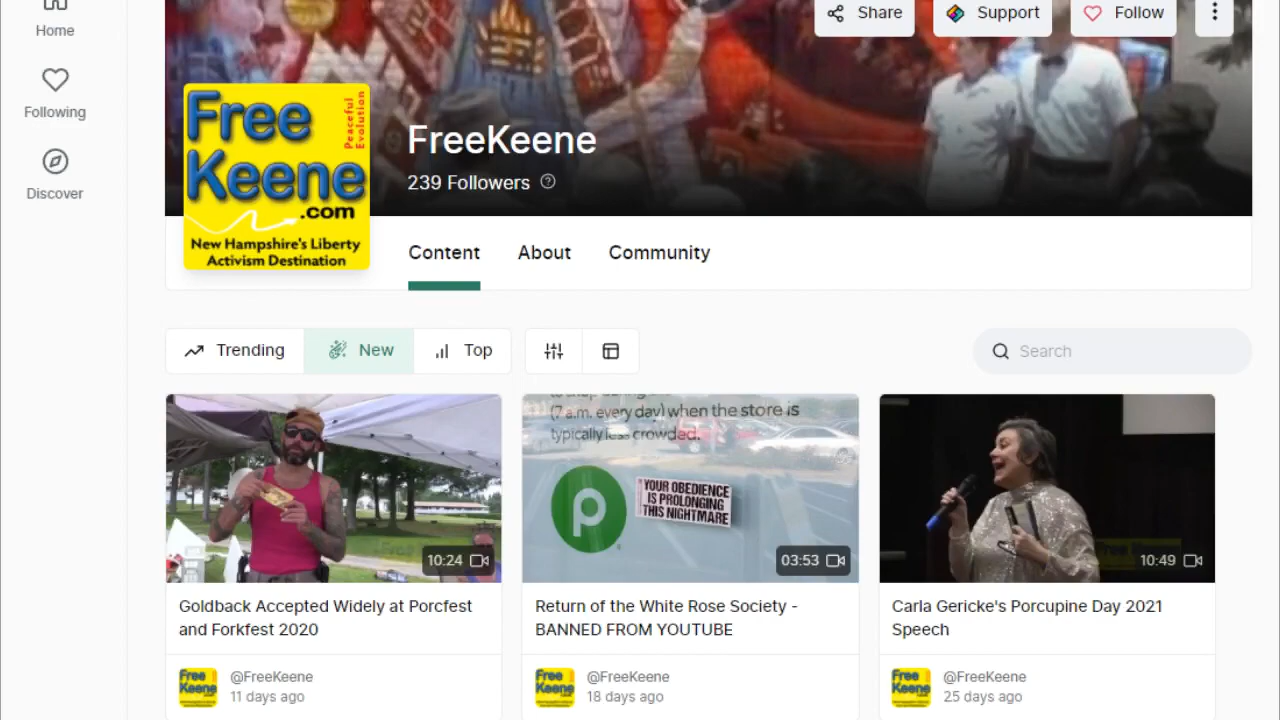 Home
Following
Discover
Share
Support
Follow
Free
Keene
.com
Peaceful
Evolution
New Hampshire's Liberty
Activism Destination
FreeKeene
239 Followers
Content
About
Community
Trending
New
Top
Search
(7 a.m. every day) when the store is
typically less crowded.
YOUR OBEDIENCE
IS PROLONGING
THIS NIGHTMARE
10:24
03:53
10:49
Goldback Accepted Widely at Porcfest
and Forkfest 2020
Return of the White Rose Society -
BANNED FROM YOUTUBE
Carla Gericke's Porcupine Day 2021
Speech
@FreeKeene
11 days ago
@FreeKeene
18 days ago
@FreeKeene
25 days ago